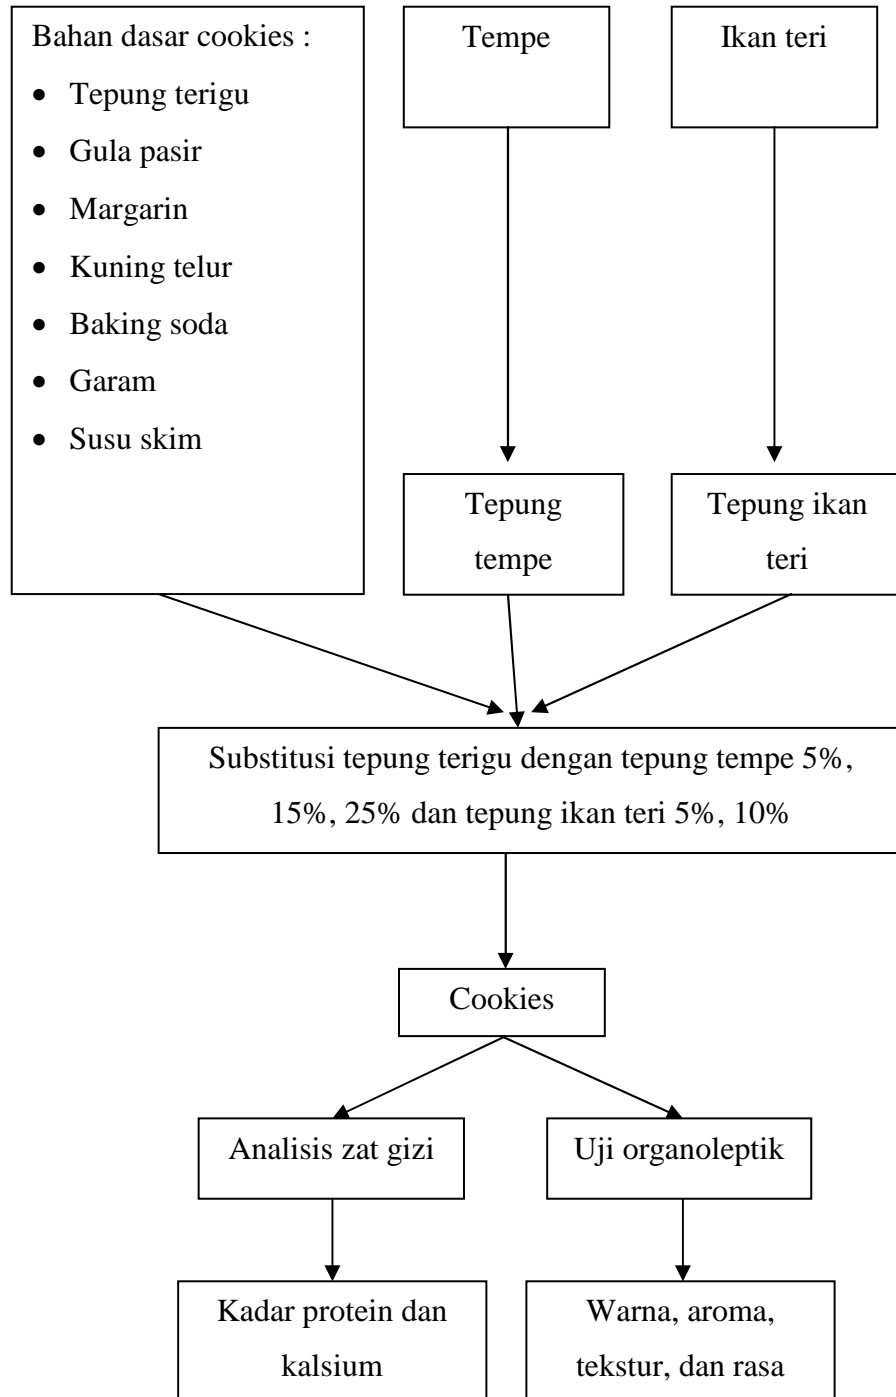 Bahan dasar cookies :
• Tepung terigu
• Gula pasir
• Margarin
• Kuning telur
• Baking soda
• Garam
• Susu skim
Tempe
Ikan teri
Tepung
tempe
Tepung ikan
teri
Substitusi tepung terigu dengan tepung tempe 5%,
15%, 25% dan tepung ikan teri 5%, 10%
Cookies
Analisis zat gizi
Uji organoleptik
Kadar protein dan
kalsium
Warna, aroma,
tekstur, dan rasa